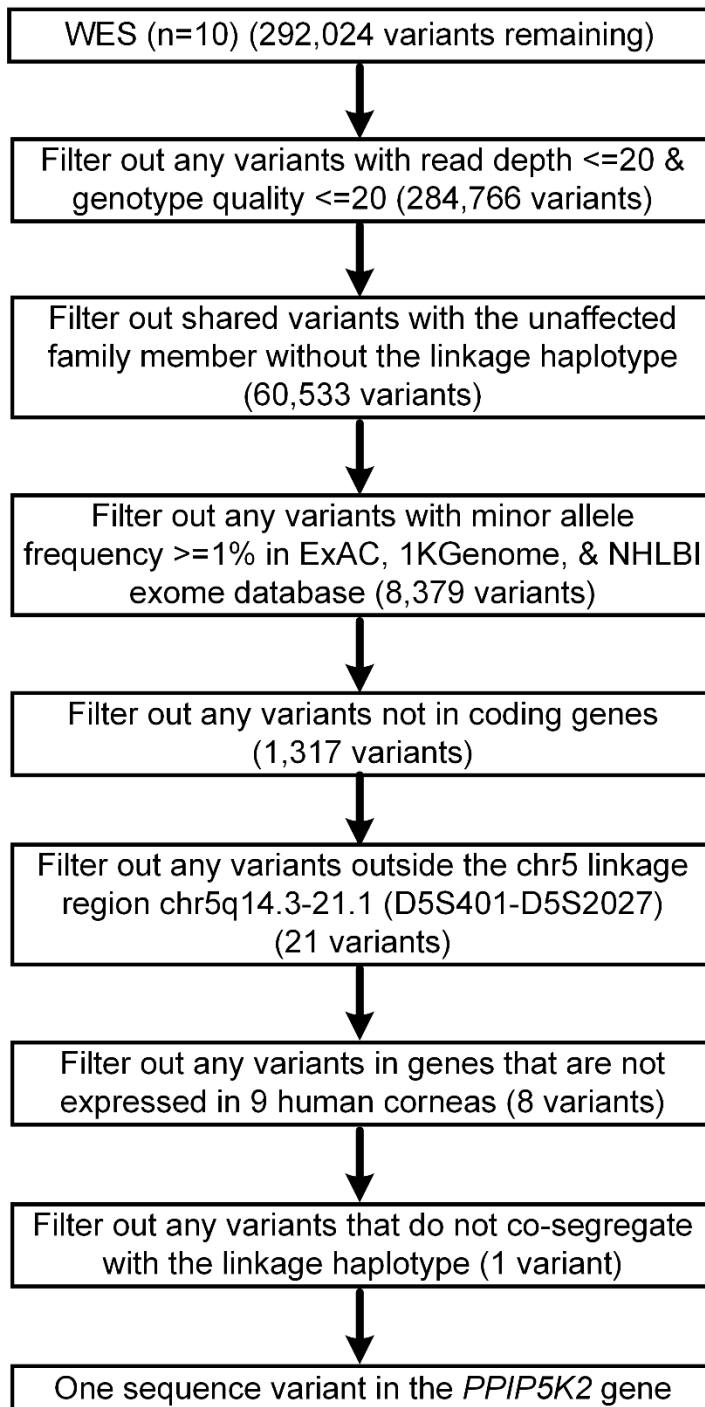 WES (n=10) (292,024 variants remaining)
Filter out any variants with read depth <=20 &
genotype quality <=20 (284,766 variants)
Filter out shared variants with the unaffected
family member without the linkage haplotype
(60,533 variants)
Filter out any variants with minor allele
frequency >=1% in ExAC, 1KGenome, & NHLBI
exome database (8,379 variants)
Filter out any variants not in coding genes
(1,317 variants)
Filter out any variants outside the chr5 linkage
region chr5q14.3-21.1 (D5S401-D5S2027)
(21 variants)
Filter out any variants in genes that are not
expressed in 9 human corneas (8 variants)
Filter out any variants that do not co-segregate
with the linkage haplotype (1 variant)
One sequence variant in the PPIP5K2 gene